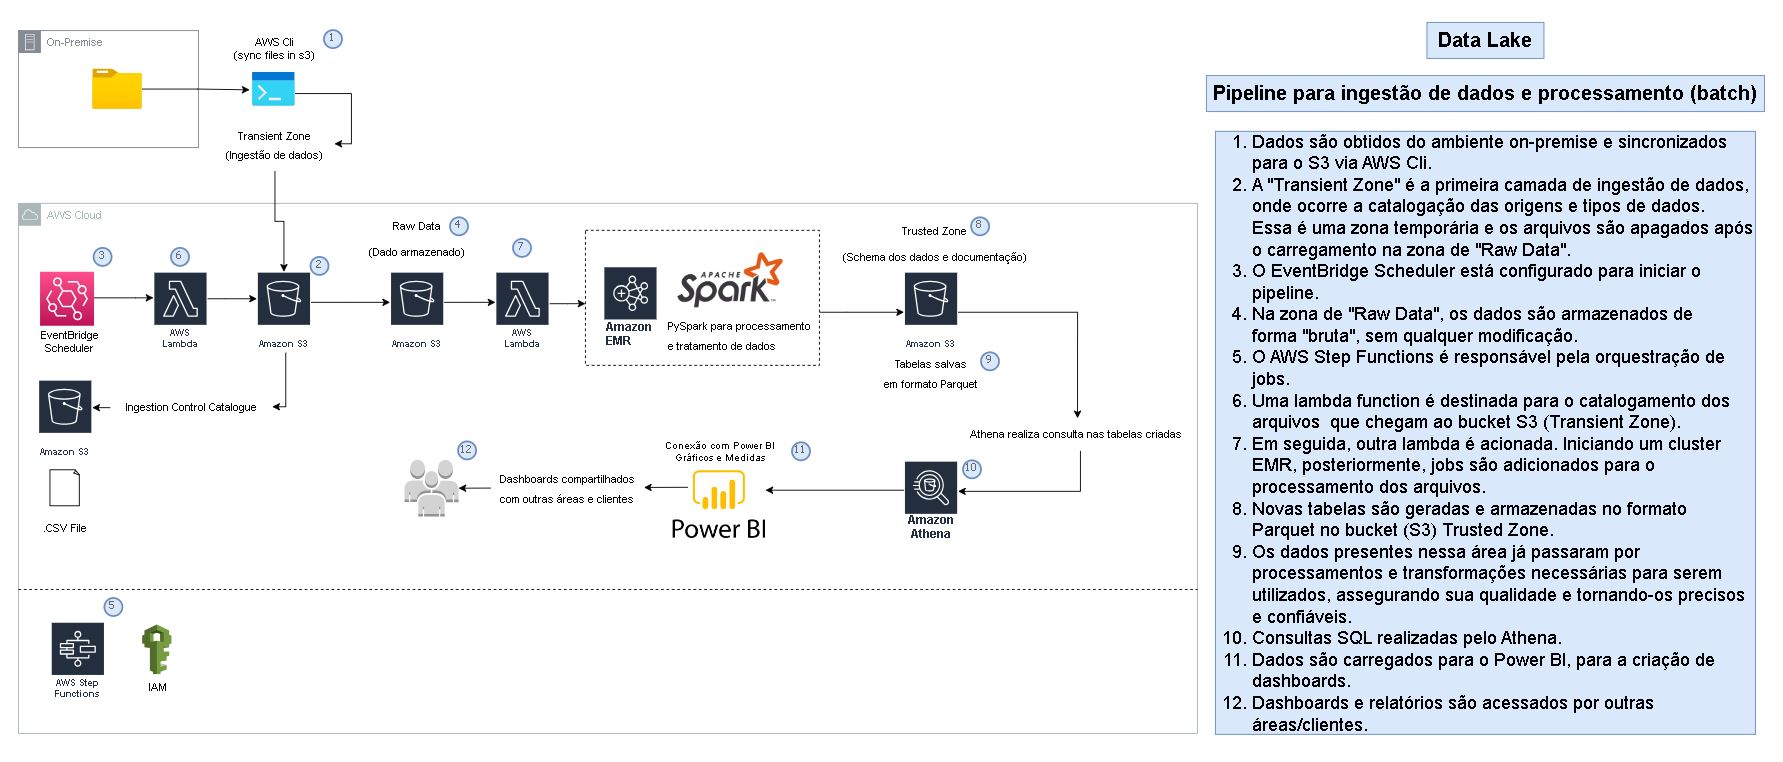 On-Premise
AWS Cli
(sync files in s3)
1
Transient Zone
(Ingestão de dados)
AWS Cloud
3
EventBridge
Scheduler
6
AWS
Lambda
2
Amazon S3
Raw Data
4
(Dado armazenado)
Amazon S3
7
AWS
Lambda
Amazon
EMR
APACHE
Spark
TM
PySpark para processamento
e tratamento de dados
Trusted Zone
8
(Schema dos dados e documentação)
Amazon S3
Tabelas salvas
9
em formato Parquet
Ingestion Control Catalogue
Amazon S3
.CSV File
Athena realiza consulta nas tabelas criadas
10
Amazon
Athena
Conexão com Power BI
Gráficos e Medidas
11
Power BI
Dashboards compartilhados
com outras áreas e clientes
12
5
AWS Step
Functions
IAM
Data Lake
Pipeline para ingestão de dados e processamento (batch)
1. Dados são obtidos do ambiente on-premise e sincronizados
para o S3 via AWS Cli.
2. A "Transient Zone" é a primeira camada de ingestão de dados,
onde ocorre a catalogação das origens e tipos de dados.
Essa é uma zona temporária e os arquivos são apagados após
o carregamento na zona de "Raw Data".
3. O EventBridge Scheduler está configurado para iniciar o
pipeline.
4. Na zona de "Raw Data", os dados são armazenados de
forma "bruta", sem qualquer modificação.
5. O AWS Step Functions é responsável pela orquestração de
jobs.
6. Uma lambda function é destinada para o catalogamento dos
arquivos que chegam ao bucket S3 (Transient Zone).
7. Em seguida, outra lambda é acionada. Iniciando um cluster
EMR, posteriormente, jobs são adicionados para o
processamento dos arquivos.
8. Novas tabelas são geradas e armazenadas no formato
Parquet no bucket (S3) Trusted Zone.
9. Os dados presentes nessa área já passaram por
processamentos e transformações necessárias para serem
utilizados, assegurando sua qualidade e tornando-os precisos
e confiáveis.
10. Consultas SQL realizadas pelo Athena.
11. Dados são carregados para o Power BI, para a criação de
dashboards.
12. Dashboards e relatórios são acessados por outras
áreas/clientes.